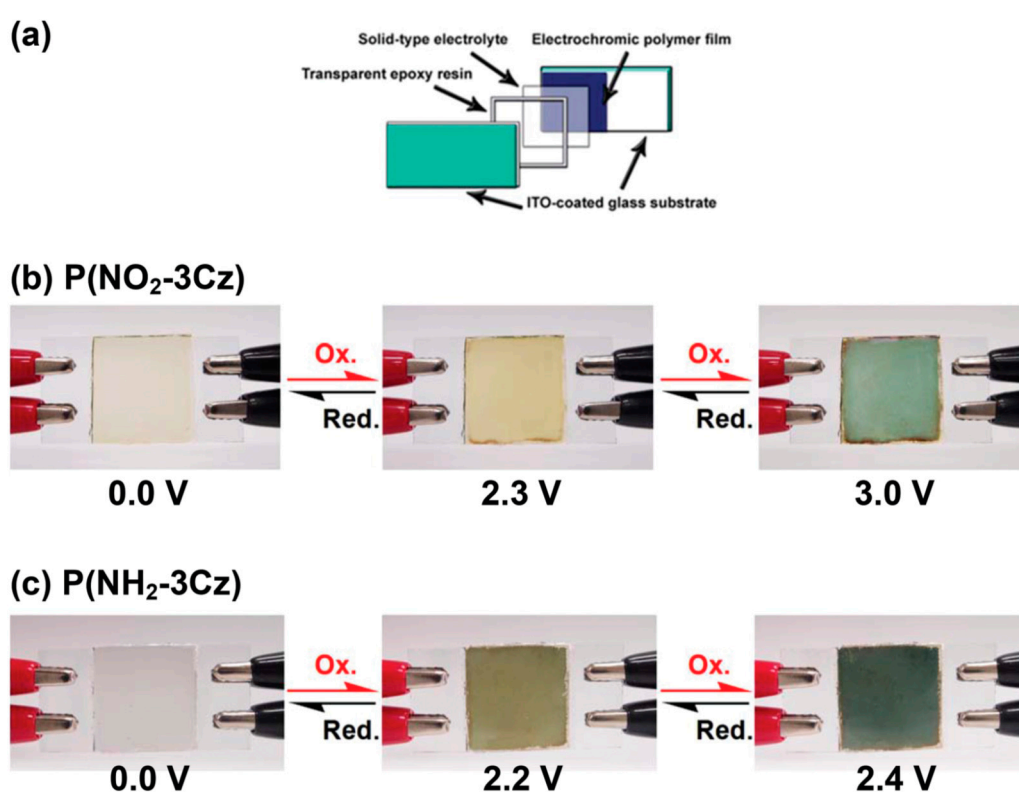 (a)
Solid-type electrolyte
Electrochromic polymer film
Transparent epoxy resin
ITO-coated glass substrate
(b) P(NO₂-3Cz)
Ox.
Red.
Ox.
Red.
0.0 V
2.3 V
3.0 V
(c) P(NH₂-3Cz)
Ox.
Red.
Ox.
Red.
0.0 V
2.2 V
2.4 V